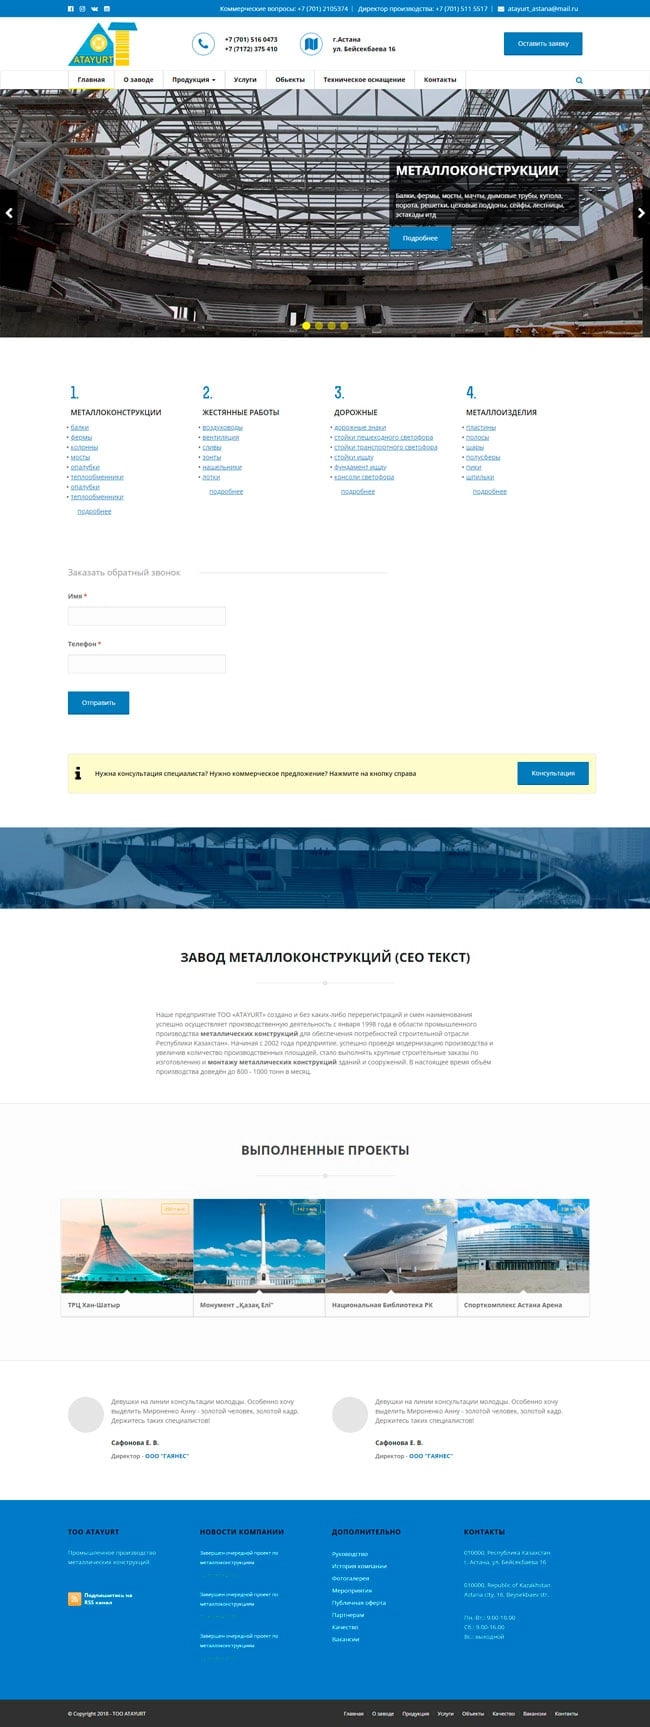 Коммерческие вопросы: +7 (701) 2105374 | Директор производства: +7 (701) 511 5517 | atayurt_astana@mail.ru
ATAYURT
+7 (701) 516 0473
+7 (7172) 375 410
г.Астана
ул. Бейсекбаева 16
Оставить заявку
Главная О заводе Продукция Услуги Обьекты Техническое оснащение Контакты
МЕТАЛЛОКОНСТРУКЦИИ
Балки, фермы, мосты, мачты, дымовые трубы, купола,
ворота, решетки, цеховые поддоны, сейфы, лестницы,
эстакады итд
Подробнее
1.
МЕТАЛЛОКОНСТРУКЦИИ
• балки
• фермы
• колонны
• мосты
• опалубки
• теплообменники
• опалубки
• теплообменники
подробнее
2.
ЖЕСТЯННЫЕ РАБОТЫ
• воздуховоды
• вентиляция
• сливы
• зонты
• нащельники
• лотки
подробнее
3.
ДОРОЖНЫЕ
• дорожные знаки
• стойки пешеходного светофора
• стойки транспортного светофора
• стойки ишду
• фундамент ишду
• консоли светофора
подробнее
4.
МЕТАЛЛОИЗДЕЛИЯ
• пластины
• полосы
• шары
• полусферы
• пики
• шпильки
подробнее
Заказать обратный звонок
Имя *
Телефон *
Отправить
Нужна консультация специалиста? Нужно коммерческое предложение? Нажмите на кнопку справа
Консультация
ЗАВОД МЕТАЛЛОКОНСТРУКЦИЙ (СЕО ТЕКСТ)
Наше предприятие ТОО «ATAYURT» создано и без каких-либо перерегистраций и смен наименования
успешно осуществляет производственную деятельность с января 1998 года в области промышленного
производства металлических конструкций для обеспечения потребностей строительной отрасли
Республики Казахстан». Начиная с 2002 года предприятие, успешно проведя модернизацию производства и
увеличив количество производственных площадей, стало выполнять крупные строительные заказы по
изготовлению и монтажу металлических конструкций зданий и сооружений. В настоящее время объём
производства доведён до 800 - 1000 тонн в месяц.
ВЫПОЛНЕННЫЕ ПРОЕКТЫ
ТРЦ Хан-Шатыр
Монумент „Қазақ Елі"
Национальная Библиотека РК
Спорткомплекс Астана Арена
Девушки на линии консультации молодцы. Особенно хочу
выделить Мироненко Анну - золотой человек, золотой кадр.
Держитесь таких специалистов!
Сафонова Е. В.
Директор - ООО "ГАЯНЕС"
Девушки на линии консультации молодцы. Особенно хочу
выделить Мироненко Анну - золотой человек, золотой кадр.
Держитесь таких специалистов!
Сафонова Е. В.
Директор - ООО "ГАЯНЕС"
ТОО ATAYURT
Промышленное производство
металлических конструкций.
Подпишитесь на
RSS канал
НОВОСТИ КОМПАНИИ
Завершен очередной проект по
металлоконструкциям
Завершен очередной проект по
металлоконструкциям
Завершен очередной проект по
металлоконструкциям
ДОПОЛНИТЕЛЬНО
Руководство
История компании
Фотогалерея
Мероприятия
Публичная оферта
Партнерам
Качество
Вакансии
КОНТАКТЫ
010000, Республика Казахстан
г. Астана, ул. Бейсекбаева 16
010000, Republic of Kazakhstan
Astana city, 16, Beysekbaev str.
Пн.-Вт.: 9.00-18.00
Сб.: 9.00-16.00
Вс.: выходной
© Copyright 2018 - ТОО ATAYURT
Главная О заводе Продукция Услуги Объекты Качество Вакансии Контакты